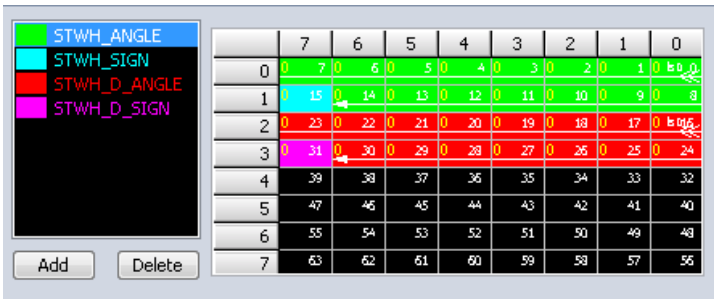 STWH_ANGLE
STWH_SIGN
STWH_D_ANGLE
STWH_D_SIGN
Add Delete
7 6 5 4 3 2 1 0
0 0 7 0 6 0 5 0 4 0 3 0 2 0 1 0 lsb 0
1 0 15 0 14 0 13 0 12 0 11 0 10 0 9 0 8
2 0 23 0 22 0 21 0 20 0 19 0 18 0 17 0 lsb 16
3 0 31 0 30 0 29 0 28 0 27 0 26 0 25 0 24
4 39 38 37 36 35 34 33 32
5 47 46 45 44 43 42 41 40
6 55 54 53 52 51 50 49 48
7 63 62 61 60 59 58 57 56